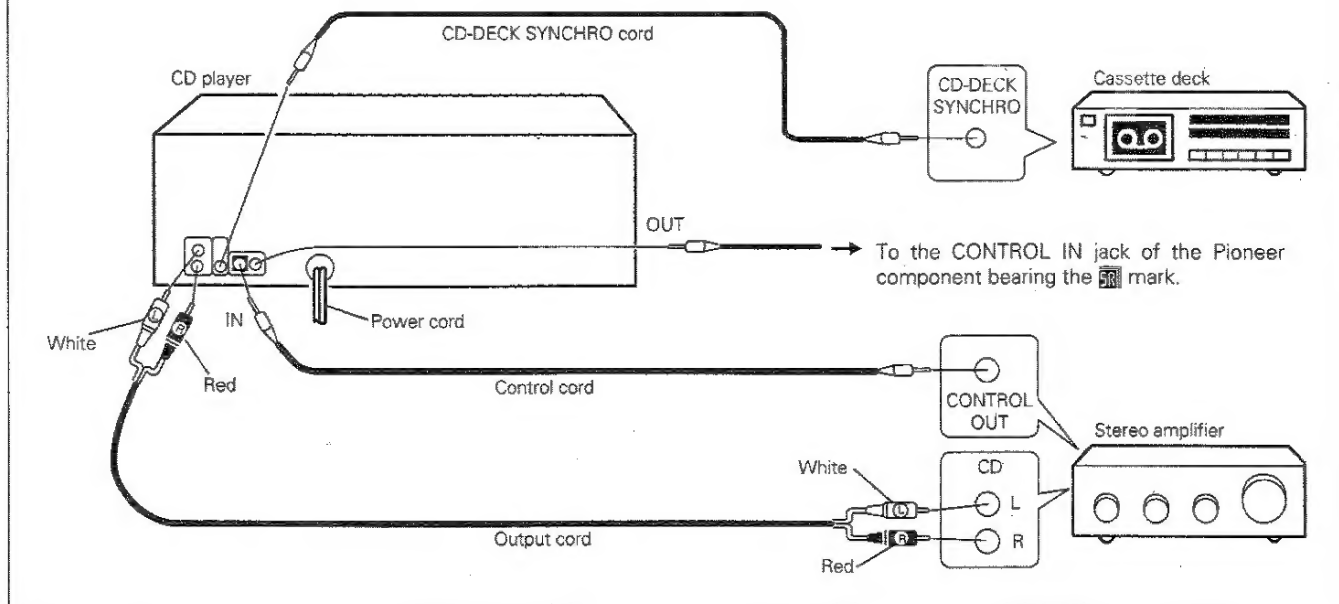 CD-DECK SYNCHRO cord
CD player
CD-DECK
SYNCHRO
Cassette deck
OUT
To the CONTROL IN jack of the Pioneer
component bearing the SR mark.
L
R
White
IN
Power cord
Red
Control cord
CONTROL
OUT
Stereo amplifier
White
CD
L
L
R
R
Output cord
Red